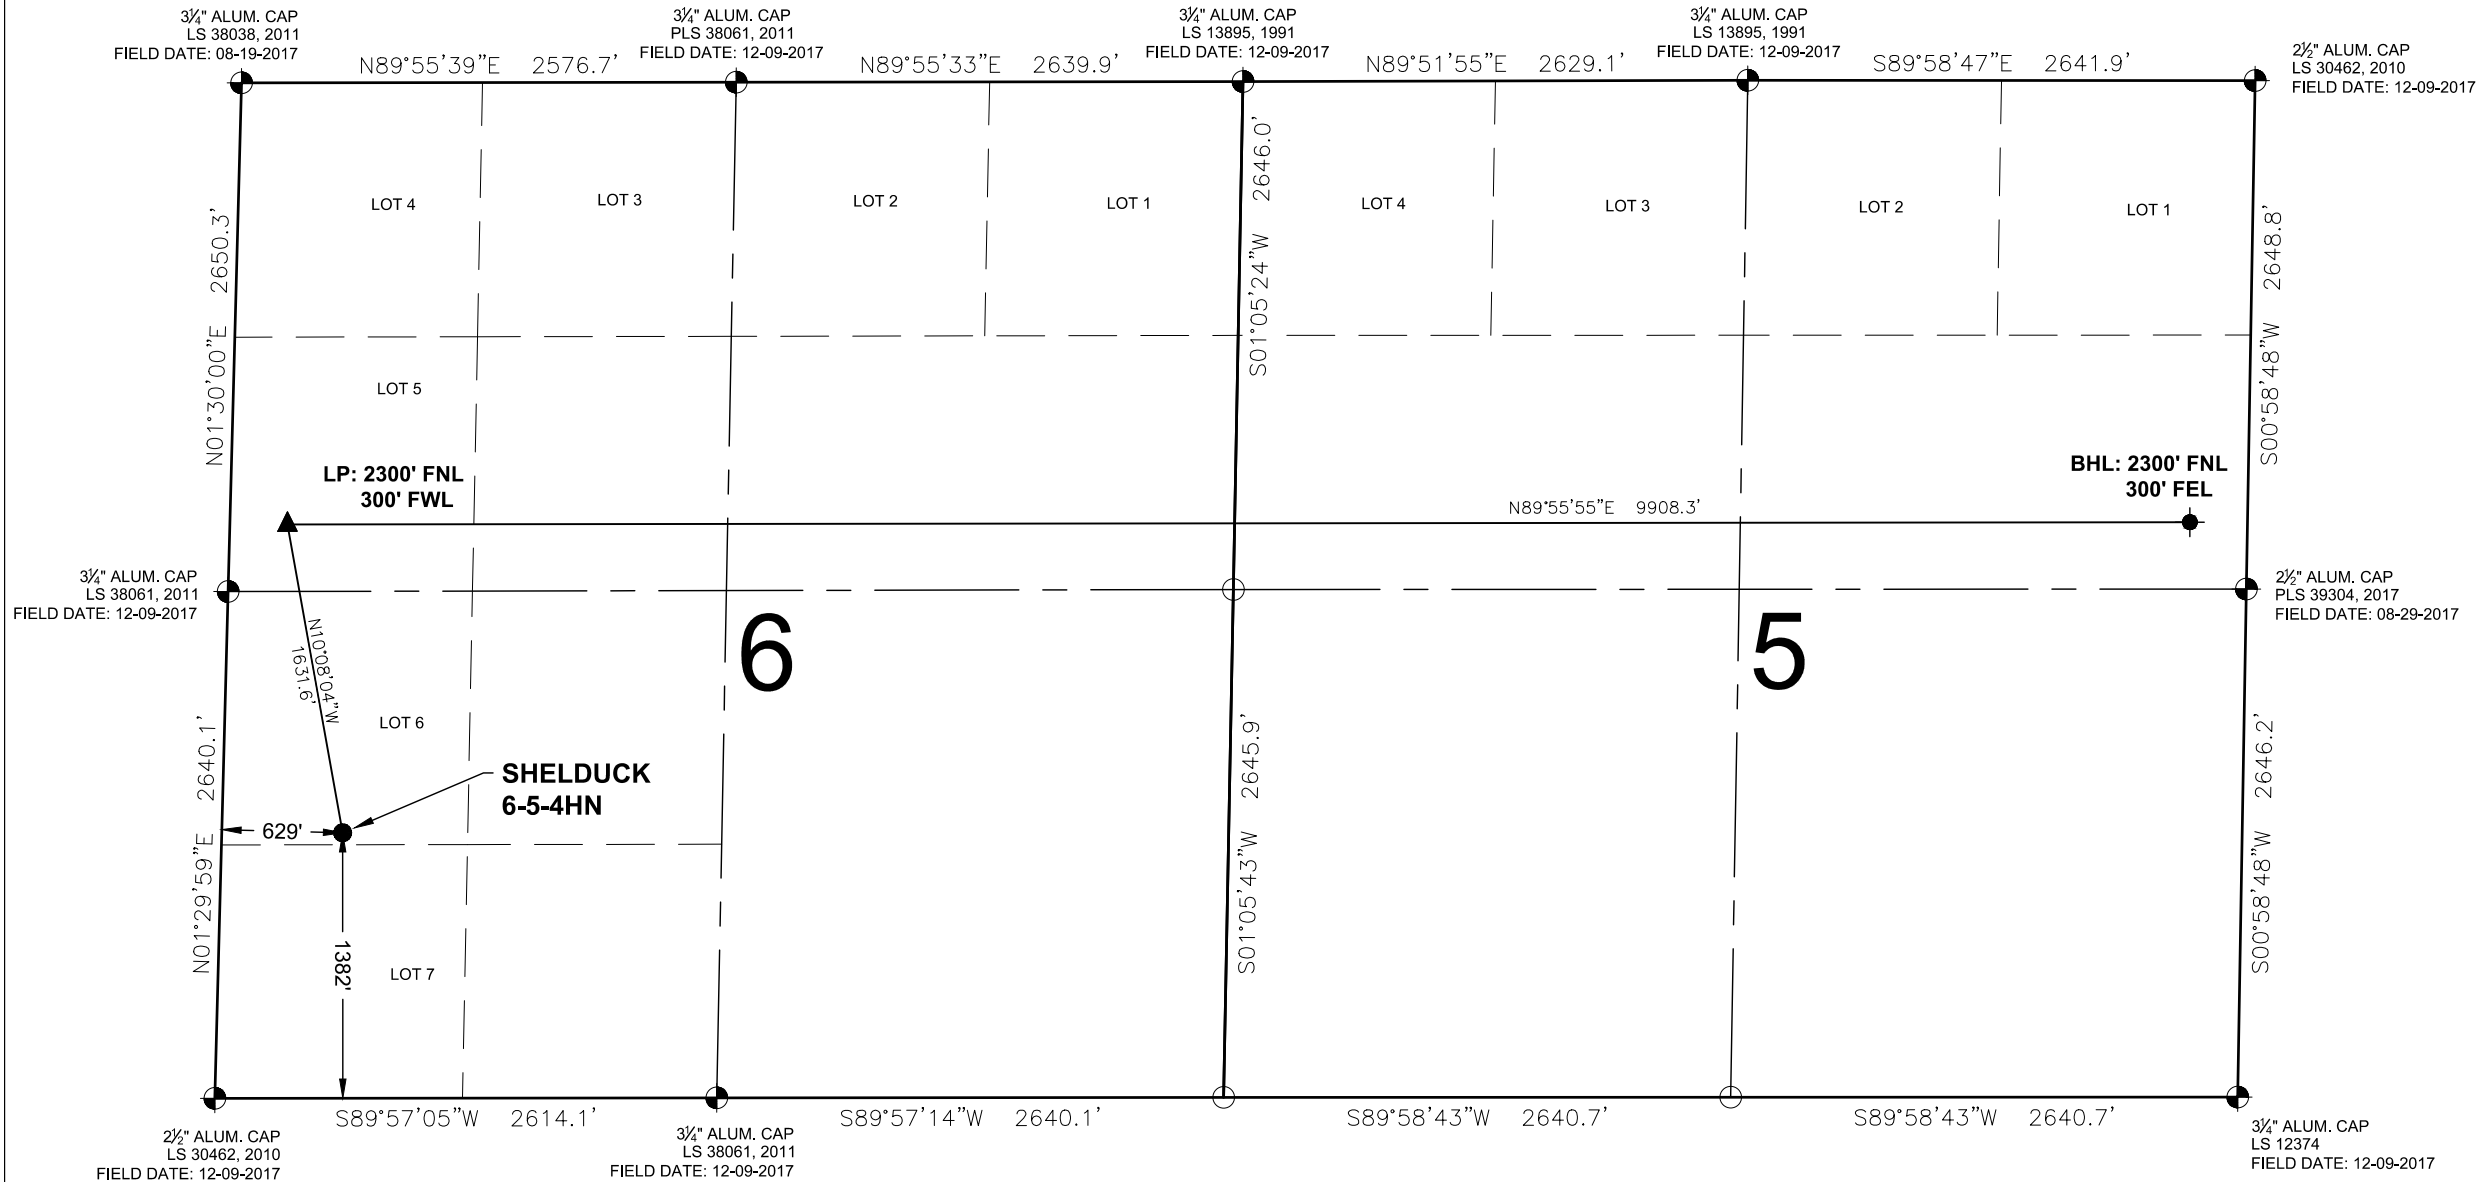 3¼" ALUM. CAP
LS 38038, 2011
FIELD DATE: 08-19-2017
3¼" ALUM. CAP
PLS 38061, 2011
FIELD DATE: 12-09-2017
3¼" ALUM. CAP
LS 13895, 1991
FIELD DATE: 12-09-2017
3¼" ALUM. CAP
LS 13895, 1991
FIELD DATE: 12-09-2017
2½" ALUM. CAP
LS 30462, 2010
FIELD DATE: 12-09-2017
N89°55'39"E 2576.7'
N89°55'33"E 2639.9'
N89°51'55"E 2629.1'
S89°58'47"E 2641.9'
LOT 4
LOT 3
LOT 2
LOT 1
LOT 4
LOT 3
LOT 2
LOT 1
N01°30'00"E 2650.3'
S01°05'24"W 2646.0'
S00°58'48"W 2648.8'
LOT 5
LP: 2300' FNL
300' FWL
BHL: 2300' FNL
300' FEL
N89°55'55"E 9908.3'
3¼" ALUM. CAP
LS 38061, 2011
FIELD DATE: 12-09-2017
2½" ALUM. CAP
PLS 39304, 2017
FIELD DATE: 08-29-2017
N10°08'04"W
1631.6'
6
5
LOT 6
SHELDUCK
6-5-4HN
629'
N01°29'59"E 2640.1'
S01°05'43"W 2645.9'
S00°58'48"W 2646.2'
1382'
LOT 7
S89°57'05"W 2614.1'
S89°57'14"W 2640.1'
S89°58'43"W 2640.7'
S89°58'43"W 2640.7'
2½" ALUM. CAP
LS 30462, 2010
FIELD DATE: 12-09-2017
3¼" ALUM. CAP
LS 38061, 2011
FIELD DATE: 12-09-2017
3¼" ALUM. CAP
LS 12374
FIELD DATE: 12-09-2017